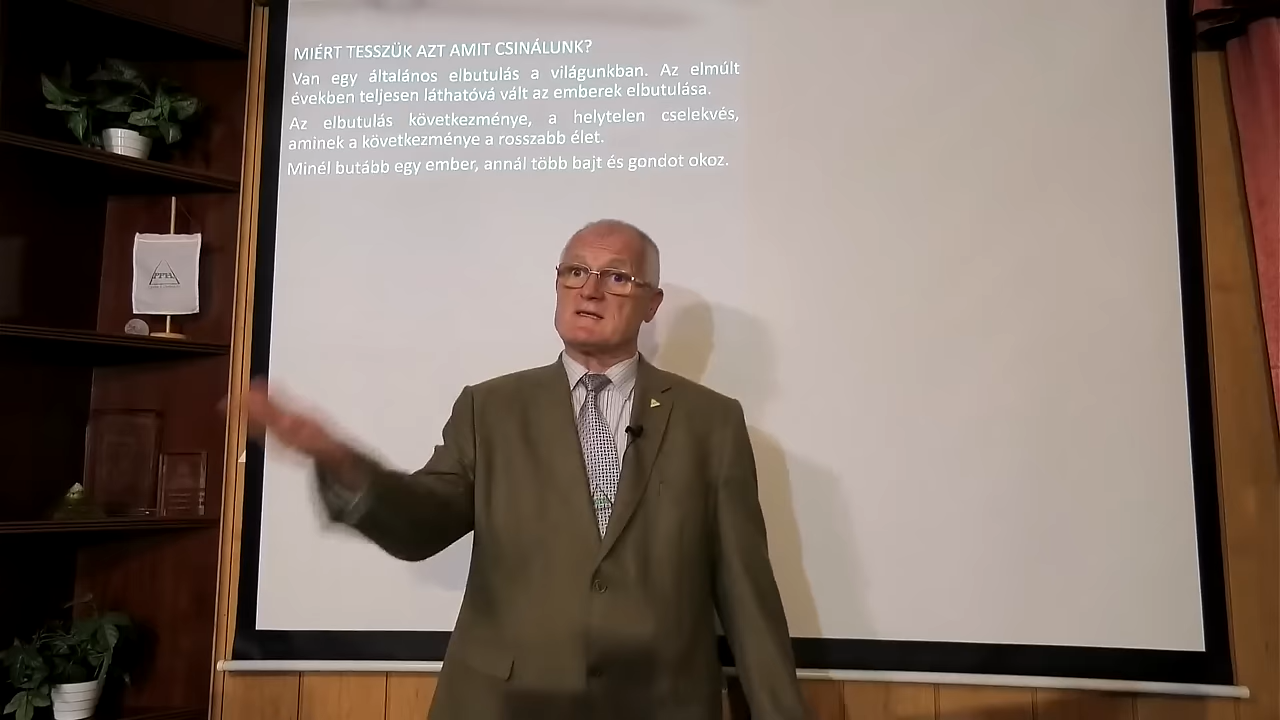 MIÉRT TESSZÜK AZT AMIT CSINÁLUNK?
Van egy általános elbutulás a világunkban. Az elmúlt
években teljesen láthatóvá vált az emberek elbutulása.
Az elbutulás következménye, a helytelen cselekvés,
aminek a következménye a rosszabb élet.
Minél butább egy ember, annál több bajt és gondot okoz.